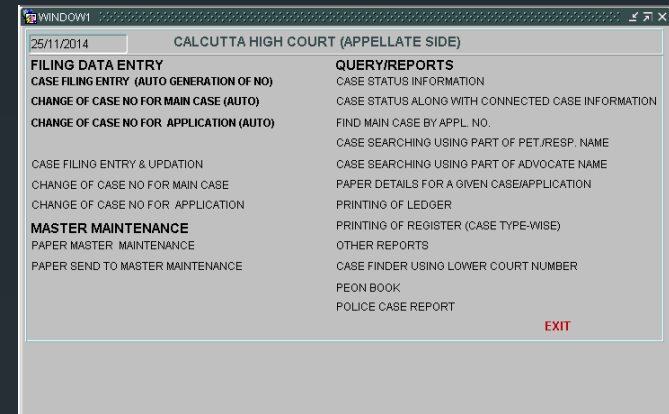 WINDOW1
25/11/2014
CALCUTTA HIGH COURT (APPELLATE SIDE)
FILING DATA ENTRY
CASE FILING ENTRY (AUTO GENERATION OF NO)
CHANGE OF CASE NO FOR MAIN CASE (AUTO)
CHANGE OF CASE NO FOR APPLICATION (AUTO)
CASE FILING ENTRY & UPDATION
CHANGE OF CASE NO FOR MAIN CASE
CHANGE OF CASE NO FOR APPLICATION
MASTER MAINTENANCE
PAPER MASTER MAINTENANCE
PAPER SEND TO MASTER MAINTENANCE
QUERY/REPORTS
CASE STATUS INFORMATION
CASE STATUS ALONG WITH CONNECTED CASE INFORMATION
FIND MAIN CASE BY APPL. NO.
CASE SEARCHING USING PART OF PET./RESP. NAME
CASE SEARCHING USING PART OF ADVOCATE NAME
PAPER DETAILS FOR A GIVEN CASE/APPLICATION
PRINTING OF LEDGER
PRINTING OF REGISTER (CASE TYPE-WISE)
OTHER REPORTS
CASE FINDER USING LOWER COURT NUMBER
PEON BOOK
POLICE CASE REPORT
EXIT